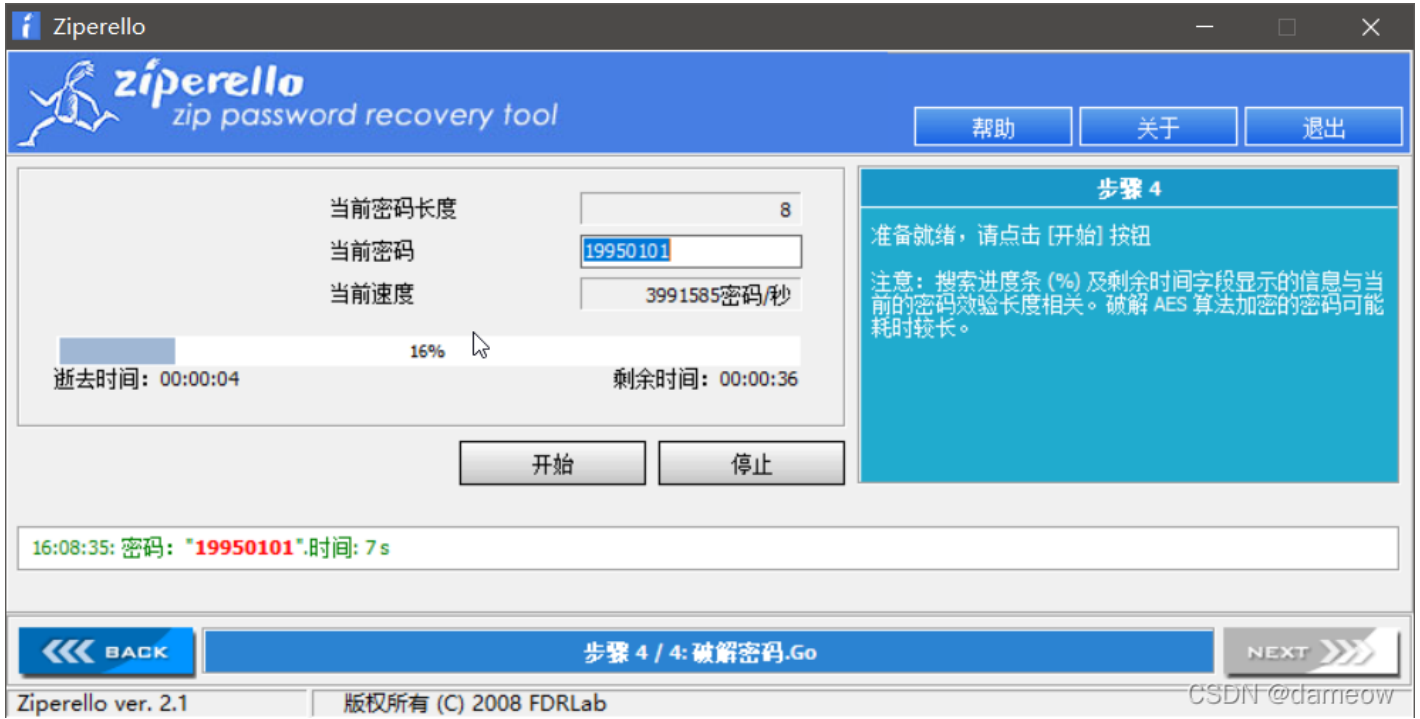 Ziperello
ziperello
zip password recovery tool
帮助 关于 退出
当前密码长度 8
当前密码 19950101
当前速度 3991585密码/秒
16%
逝去时间：00:00:04 剩余时间：00:00:36
开始 停止
步骤 4
准备就绪，请点击 [开始] 按钮
注意：搜索进度条 (%) 及剩余时间字段显示的信息与当
前的密码效验长度相关。破解 AES 算法加密的密码可能
耗时较长。
16:08:35: 密码："19950101".时间: 7 s
BACK 步骤 4 / 4: 破解密码.Go NEXT
Ziperello ver. 2.1 版权所有 (C) 2008 FDRLab
CSDN @dameow